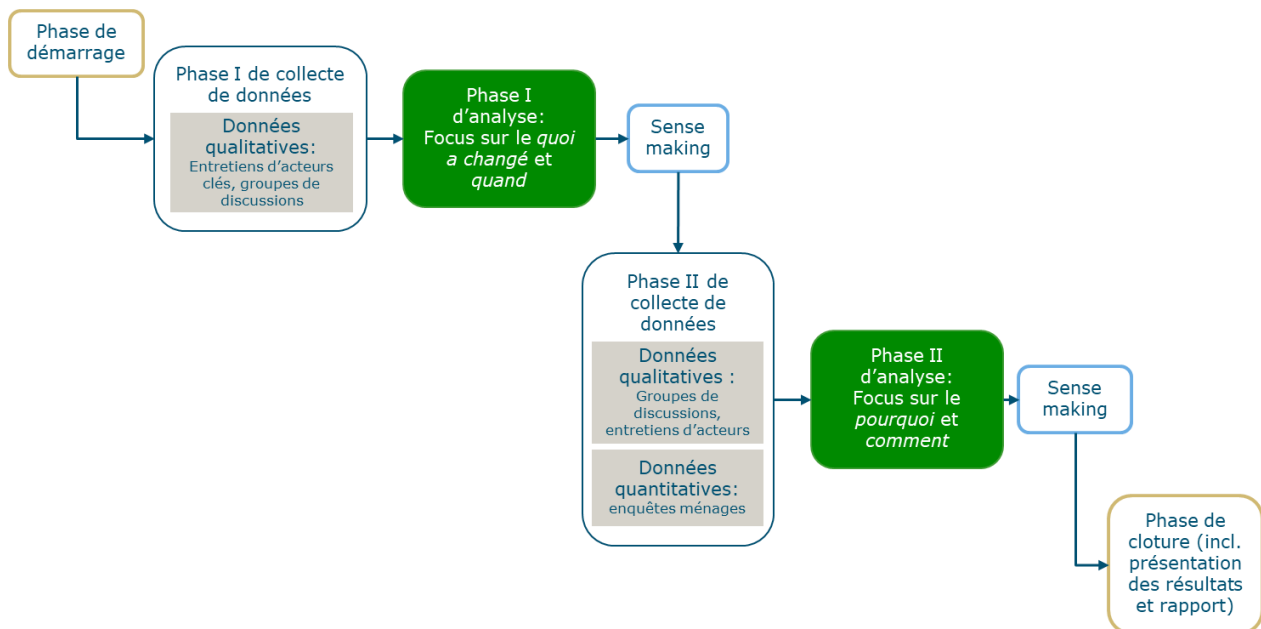 Phase de
démarrage
Phase I de collecte
de données
Données
qualitatives:
Entretiens d'acteurs
clés, groupes de
discussions
Phase I
d'analyse:
Focus sur le quoi
a changé et
quand
Sense
making
Phase II de
collecte de
données
Données
qualitatives :
Groupes de
discussions,
entretiens d'acteurs
Données
quantitatives:
enquêtes ménages
Phase II
d'analyse:
Focus sur le
pourquoi et
comment
Sense
making
Phase de
cloture (incl.
présentation
des résultats
et rapport)